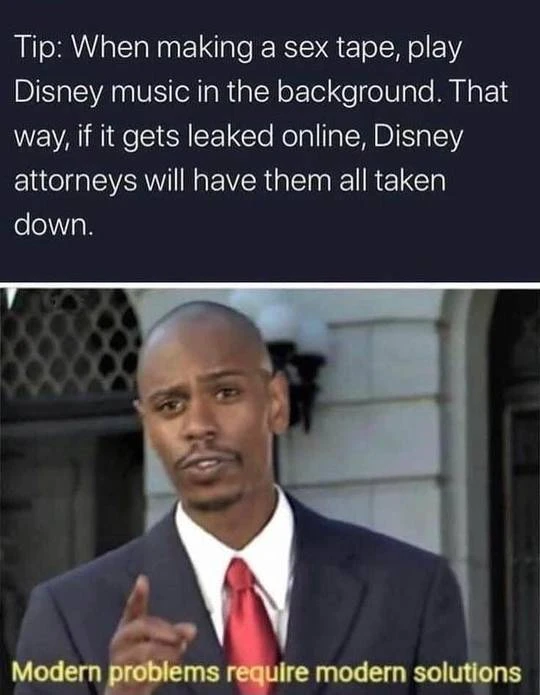 Tip: When making a sex tape, play
Disney music in the background. That
way, if it gets leaked online, Disney
attorneys will have them all taken
down.
Modern problems require modern solutions